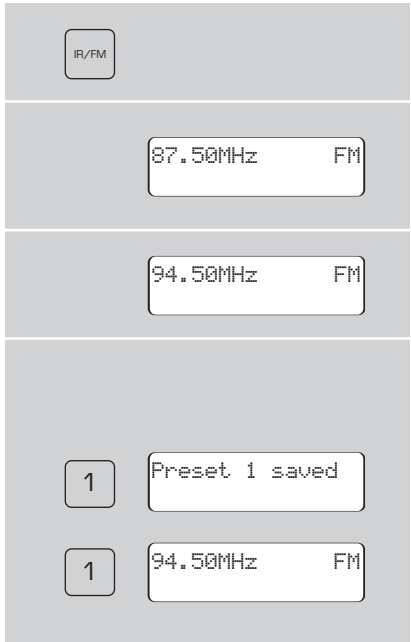 IR/FM
87.50MHz FM
94.50MHz FM
1 Preset 1 saved
1 94.50MHz FM